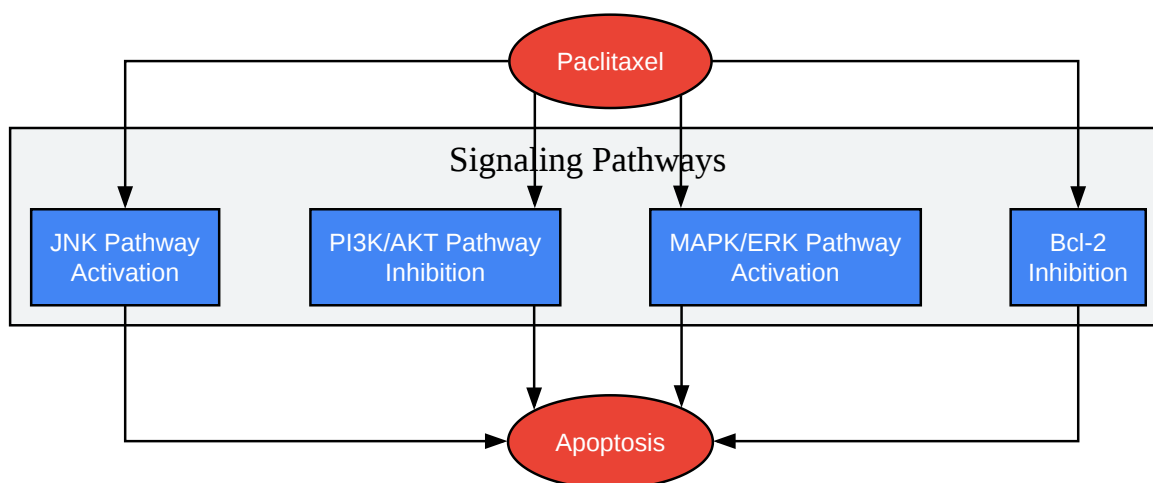 Paclitaxel
Signaling Pathways
JNK Pathway
Activation
PI3K/AKT Pathway
Inhibition
MAPK/ERK Pathway
Activation
Bcl-2
Inhibition
Apoptosis